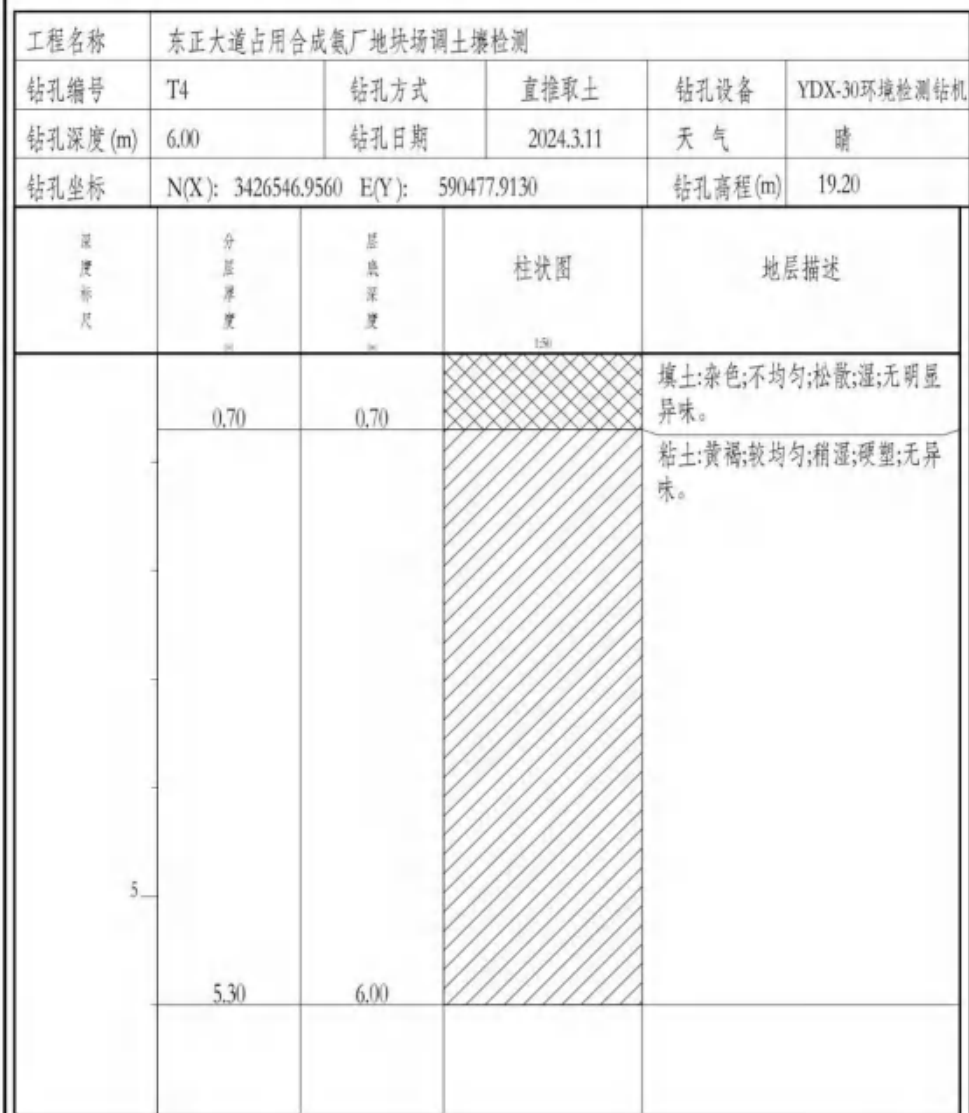 工程名称 东正大道占用合成氨厂地块场调土壤检测
钻孔编号 T4 钻孔方式 直推取土 钻孔设备 YDX-30环境检测钻机
钻孔深度(m) 6.00 钻孔日期 2024.3.11 天 气 晴
钻孔坐标 N(X): 3426546.9560 E(Y): 590477.9130 钻孔高程(m) 19.20
深度标尺 分层厚度 层底深度 柱状图 地层描述
1:50
填土:杂色;不均匀;松散;湿;无明显
异味。
0.70 0.70
粘土:黄褐;较均匀;稍湿;硬塑;无异
味。
5
5.30 6.00